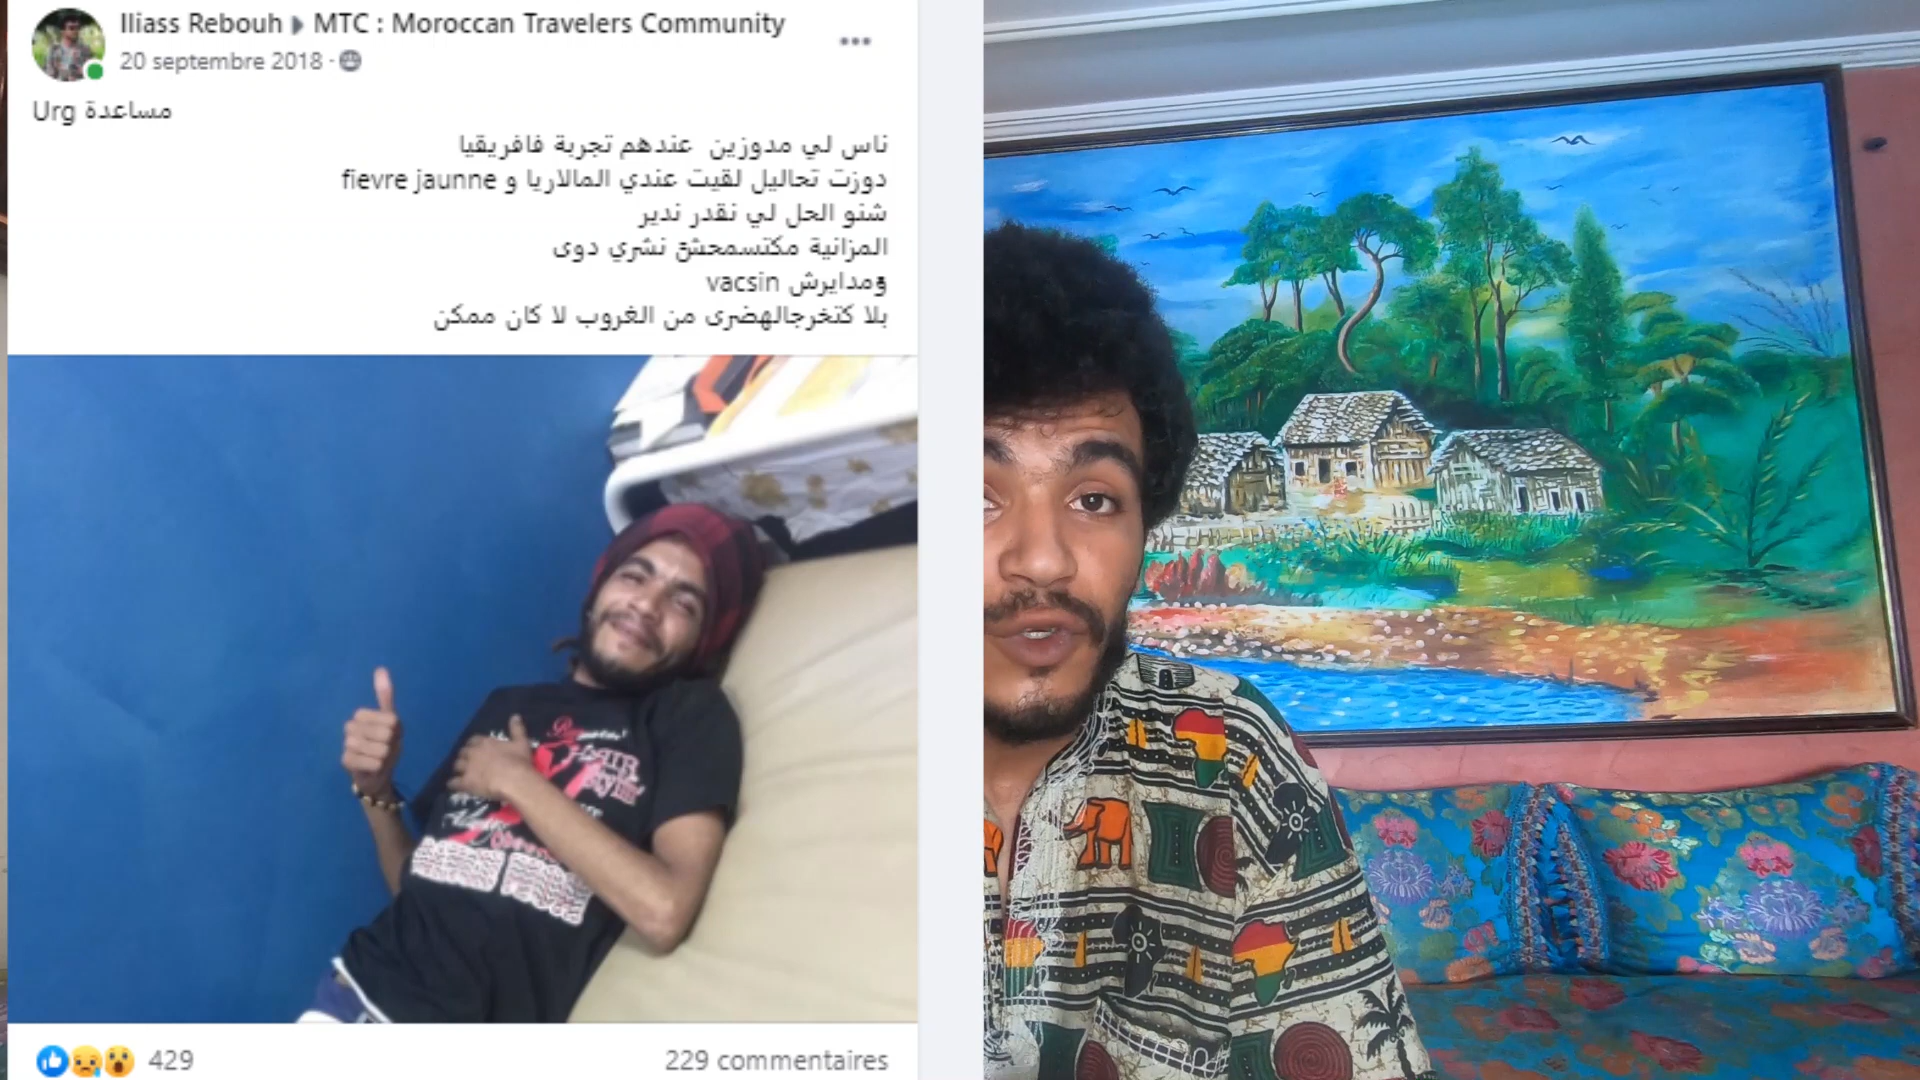 Iliass Rebouh ▸ MTC : Moroccan Travelers Community
20 septembre 2018 ·
مساعدة Urg
ناس لي مدوزين عندهم تجربة فافريقيا
دوزت تحاليل لقيت عندي المالاريا و fievre jaunne
شنو الحل لي نقدر ندير
المزانية مكتسمحشڨ نشري دوى
ؤمدايرش vacsin
بلا كتخرجالهضرى من الغروب لا كان ممكن
429
229 commentaires